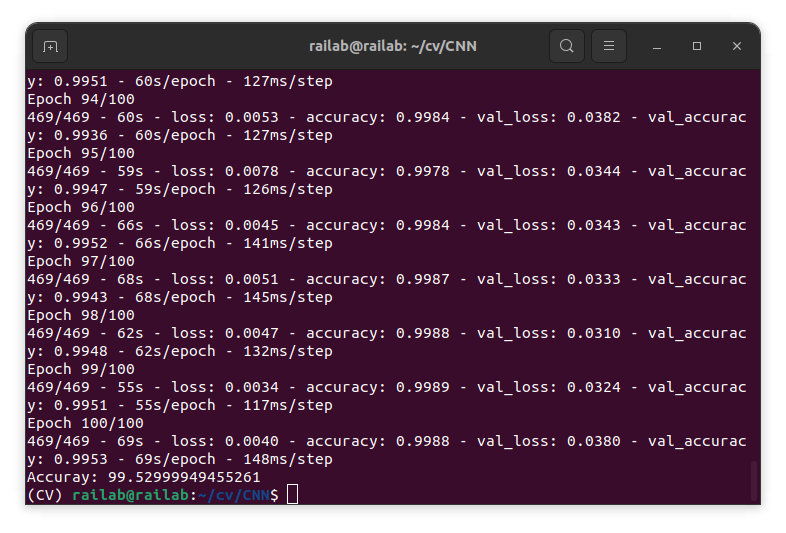 railab@railab: ~/cv/CNN
y: 0.9951 - 60s/epoch - 127ms/step
Epoch 94/100
469/469 - 60s - loss: 0.0053 - accuracy: 0.9984 - val_loss: 0.0382 - val_accurac
y: 0.9936 - 60s/epoch - 127ms/step
Epoch 95/100
469/469 - 59s - loss: 0.0078 - accuracy: 0.9978 - val_loss: 0.0344 - val_accurac
y: 0.9947 - 59s/epoch - 126ms/step
Epoch 96/100
469/469 - 66s - loss: 0.0045 - accuracy: 0.9984 - val_loss: 0.0343 - val_accurac
y: 0.9952 - 66s/epoch - 141ms/step
Epoch 97/100
469/469 - 68s - loss: 0.0051 - accuracy: 0.9987 - val_loss: 0.0333 - val_accurac
y: 0.9943 - 68s/epoch - 145ms/step
Epoch 98/100
469/469 - 62s - loss: 0.0047 - accuracy: 0.9988 - val_loss: 0.0310 - val_accurac
y: 0.9948 - 62s/epoch - 132ms/step
Epoch 99/100
469/469 - 55s - loss: 0.0034 - accuracy: 0.9989 - val_loss: 0.0324 - val_accurac
y: 0.9951 - 55s/epoch - 117ms/step
Epoch 100/100
469/469 - 69s - loss: 0.0040 - accuracy: 0.9988 - val_loss: 0.0380 - val_accurac
y: 0.9953 - 69s/epoch - 148ms/step
Accuray: 99.52999949455261
(CV) railab@railab:~/cv/CNN$